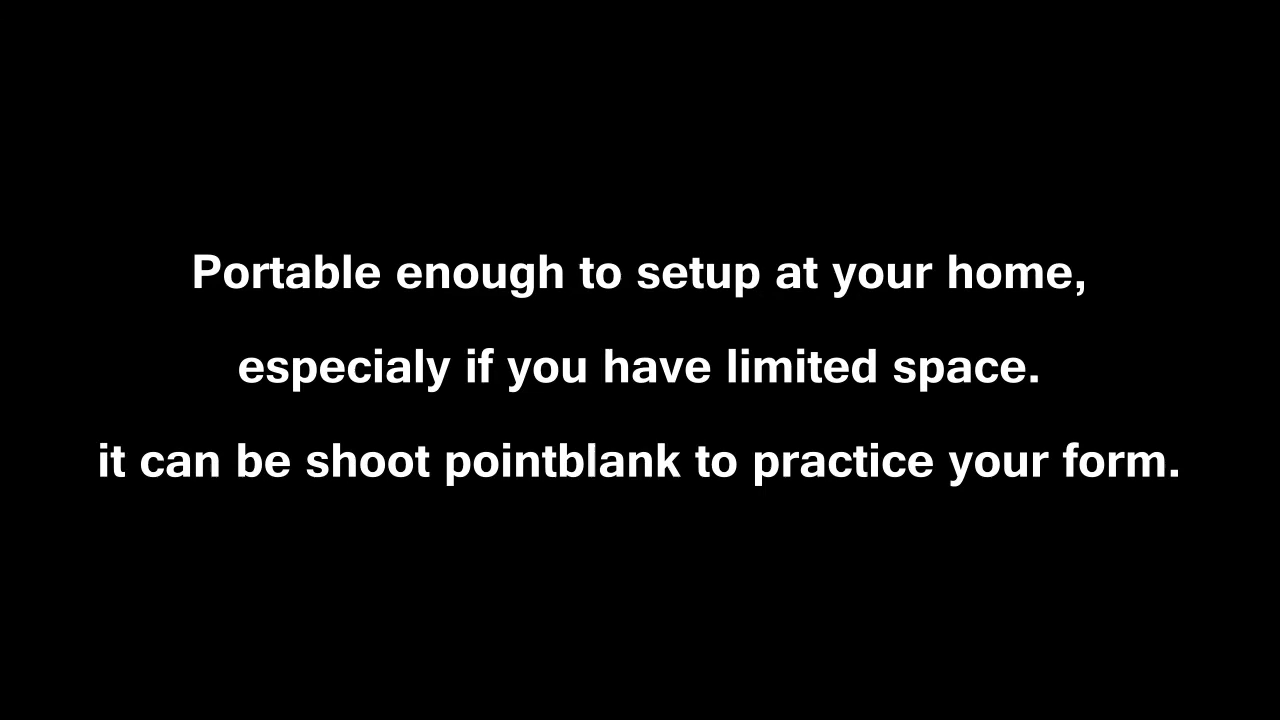 Portable enough to setup at your home,
especialy if you have limited space.
it can be shoot pointblank to practice your form.